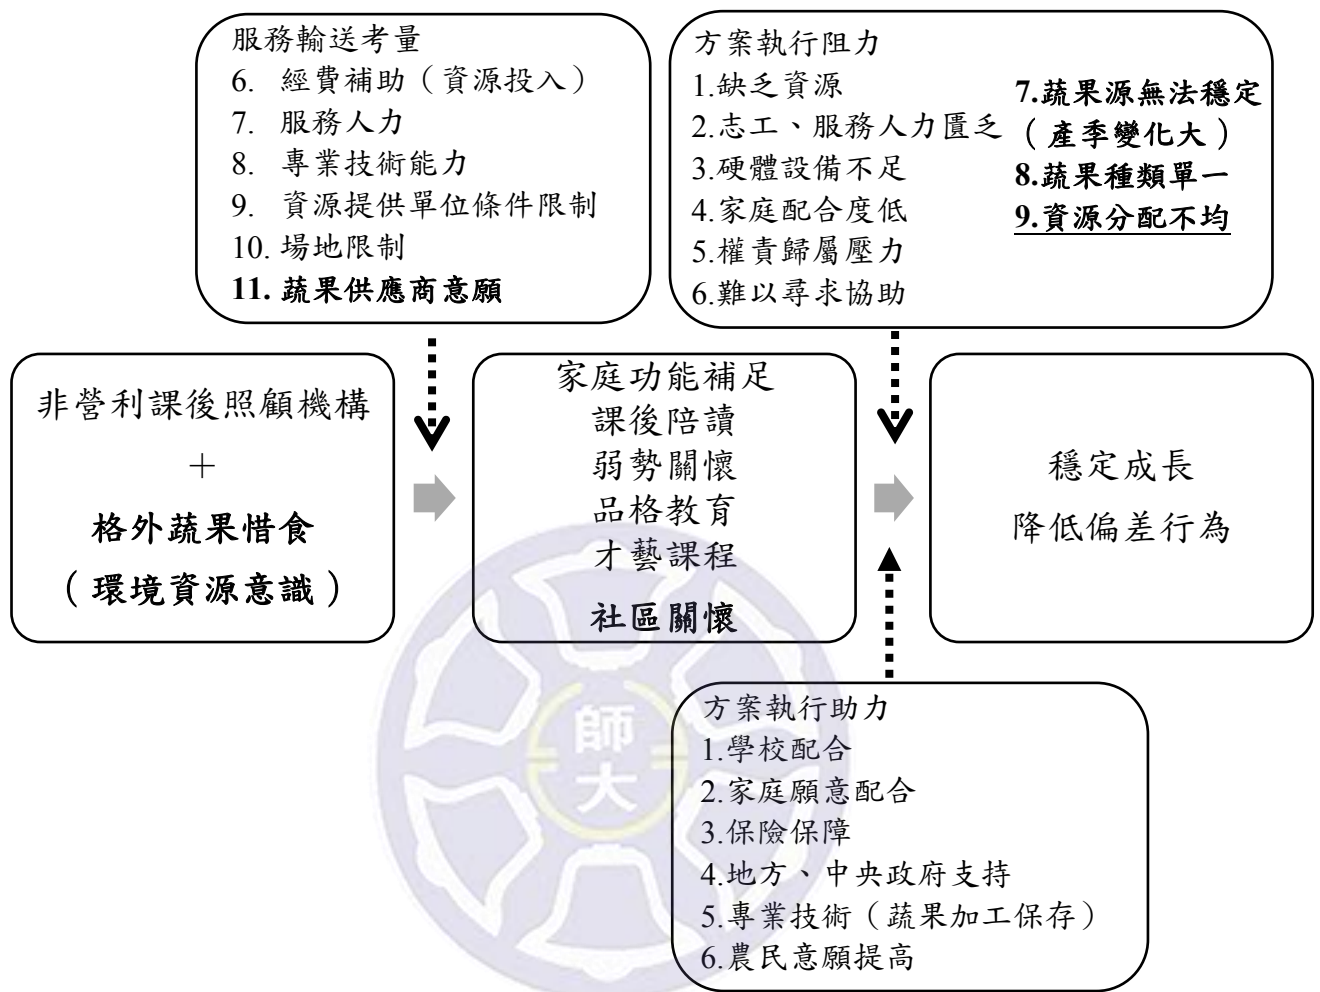 服務輸送考量
6. 經費補助（資源投入）
7. 服務人力
8. 專業技術能力
9. 資源提供單位條件限制
10. 場地限制
11. 蔬果供應商意願
方案執行阻力
1.缺乏資源
2.志工、服務人力匱乏
3.硬體設備不足
4.家庭配合度低
5.權責歸屬壓力
6.難以尋求協助
7.蔬果源無法穩定
（產季變化大）
8.蔬果種類單一
9.資源分配不均
非營利課後照顧機構
＋
格外蔬果惜食
（環境資源意識）
家庭功能補足
課後陪讀
弱勢關懷
品格教育
才藝課程
社區關懷
穩定成長
降低偏差行為
方案執行助力
1.學校配合
2.家庭願意配合
3.保險保障
4.地方、中央政府支持
5.專業技術（蔬果加工保存）
6.農民意願提高
師
大